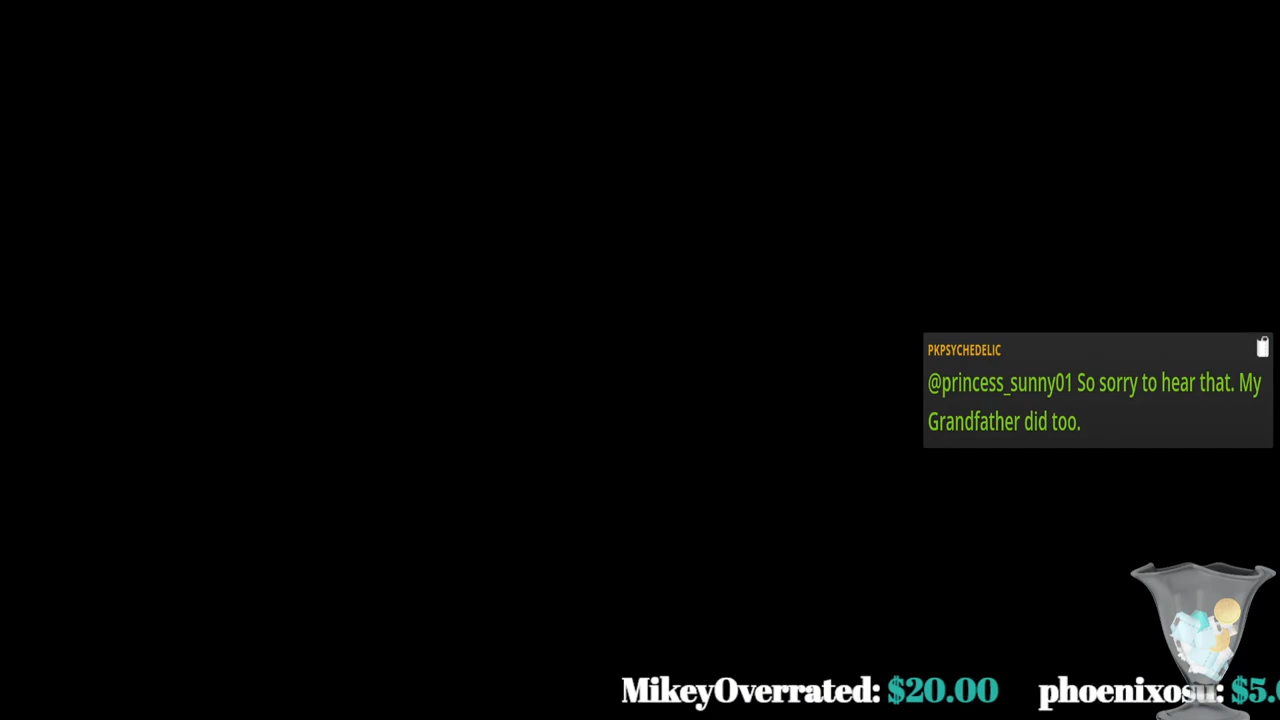 PKPSYCHEDELIC
@princess_sunny01 So sorry to hear that. My
Grandfather did too.
MikeyOverrated: $20.00 phoenixosu: